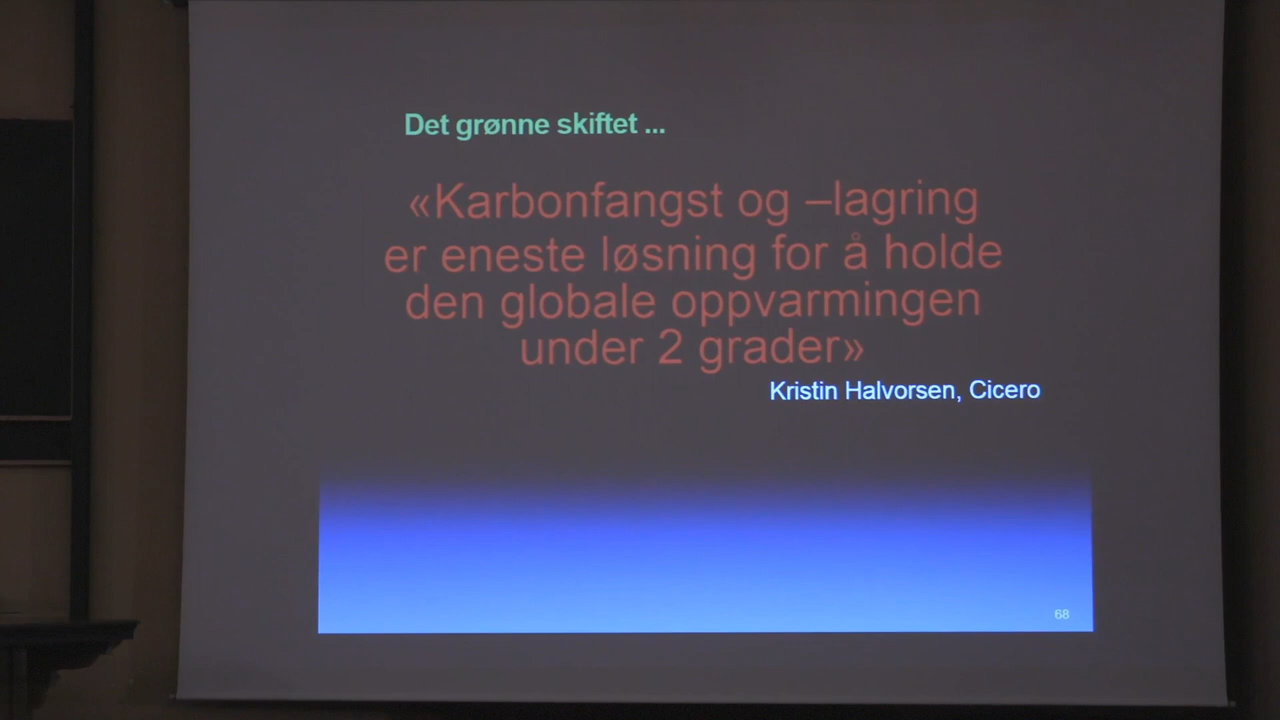 Det grønne skiftet ...
«Karbonfangst og –lagring
er eneste løsning for å holde
den globale oppvarmingen
under 2 grader»
Kristin Halvorsen, Cicero
68